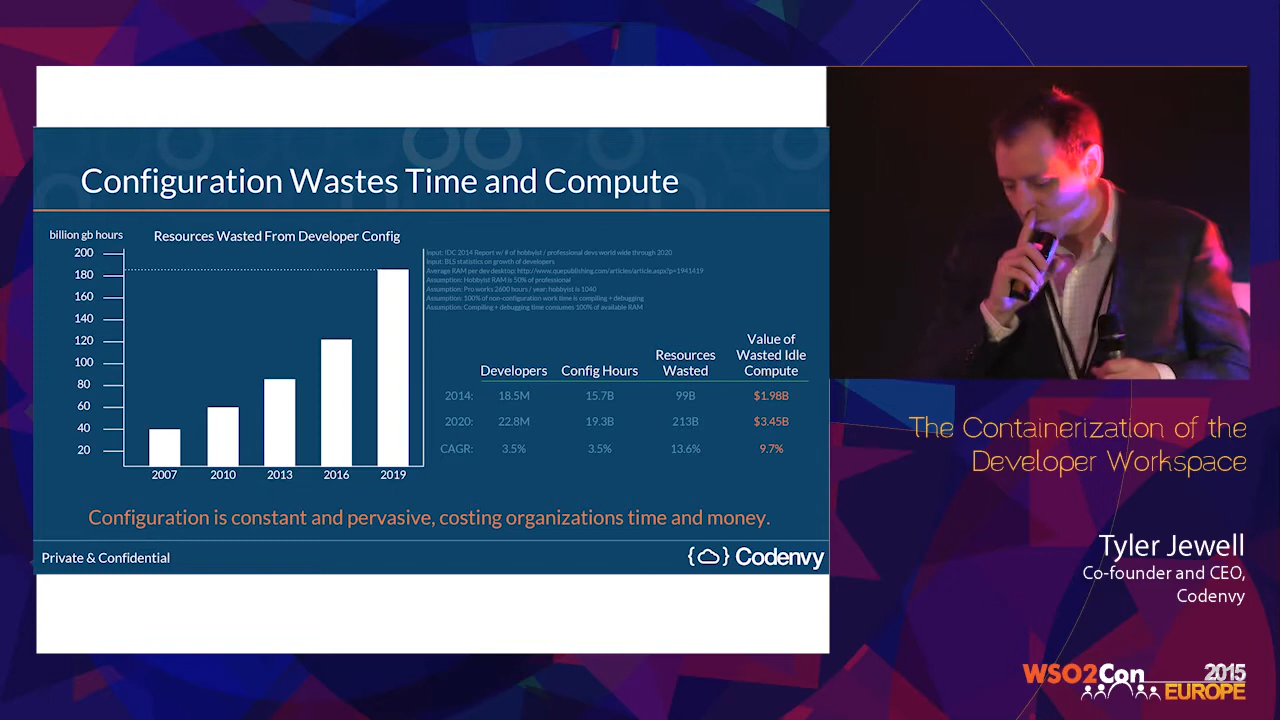 Configuration Wastes Time and Compute
billion gb hours
Resources Wasted From Developer Config
200
180
160
140
120
100
80
60
40
20
2007 2010 2013 2016 2019
Input: IDC 2014 Report w/ # of hobbyist / professional devs world wide through 2020
Input: BLS statistics on growth of developers
Average RAM per dev desktop: http://www.quepublishing.com/articles/article.aspx?p=1941419
Assumption: Hobbyist RAM is 50% of professional
Assumption: Pro works 2600 hours / year; hobbyist is 1040
Assumption: 100% of non-configuration work time is compiling + debugging
Assumption: Compiling + debugging time consumes 100% of available RAM
Developers Config Hours Resources Wasted Value of Wasted Idle Compute
2014: 18.5M 15.7B 99B $1.98B
2020: 22.8M 19.3B 213B $3.45B
CAGR: 3.5% 3.5% 13.6% 9.7%
Configuration is constant and pervasive, costing organizations time and money.
Private & Confidential
{ } Codenvy
The Containerization of the
Developer Workspace
Tyler Jewell
Co-founder and CEO,
Codenvy
WSO2Con 2015
EUROPE